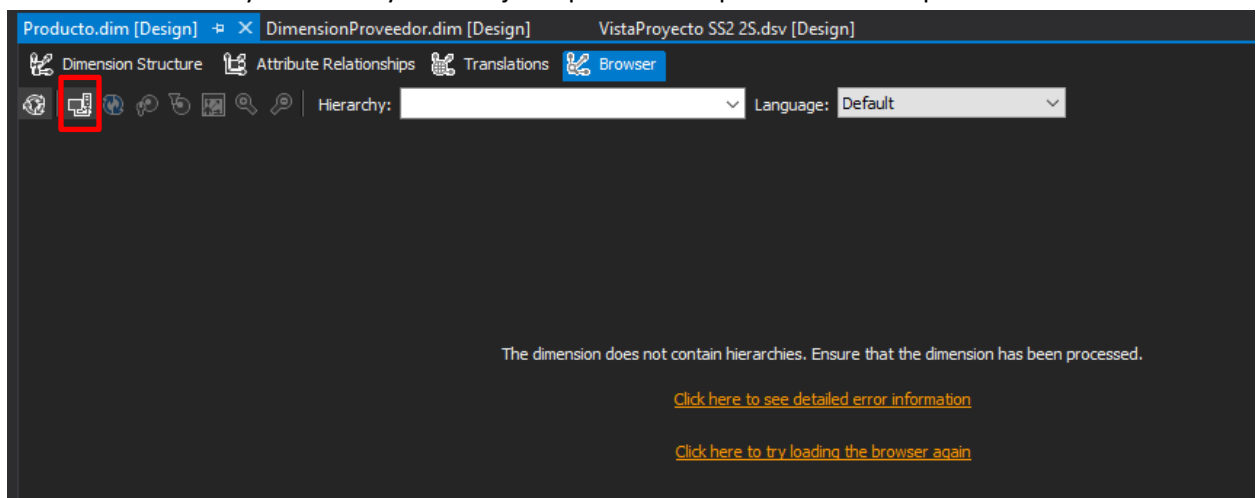 Producto.dim [Design] DimensionProveedor.dim [Design] VistaProyecto SS2 2S.dsv [Design]
Dimension Structure Attribute Relationships Translations Browser
Hierarchy: Language: Default
The dimension does not contain hierarchies. Ensure that the dimension has been processed.
Click here to see detailed error information
Click here to try loading the browser again